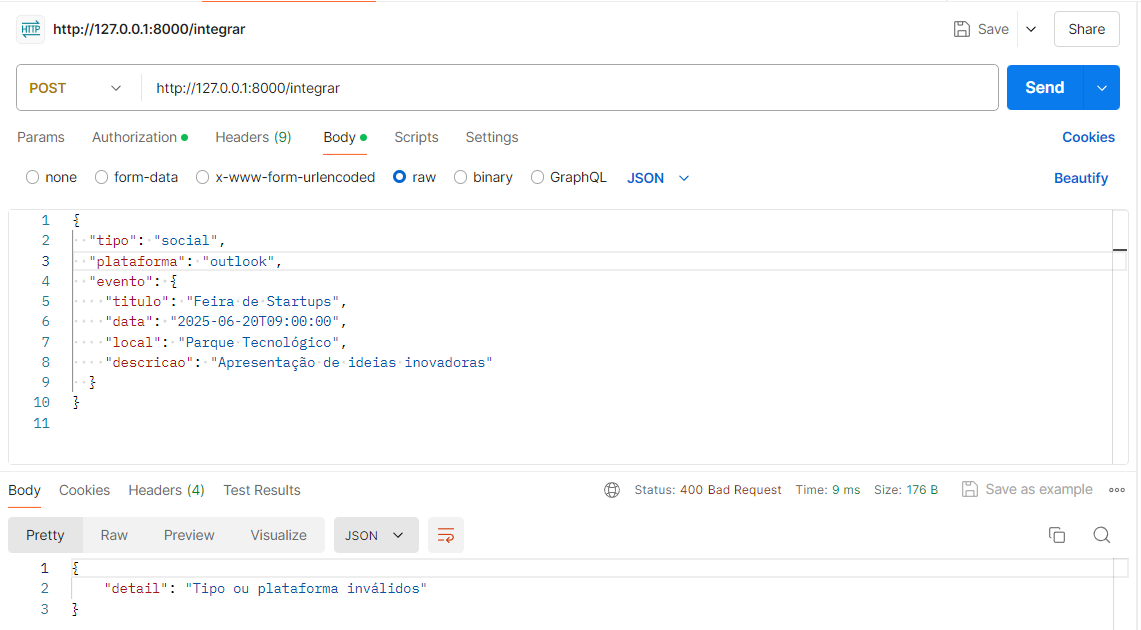 HTTP http://127.0.0.1:8000/integrar Save Share
POST http://127.0.0.1:8000/integrar Send
Params Authorization Headers (9) Body Scripts Settings Cookies
none form-data x-www-form-urlencoded raw binary GraphQL JSON Beautify
1 {
2 "tipo": "social",
3 "plataforma": "outlook",
4 "evento": {
5 "titulo": "Feira de Startups",
6 "data": "2025-06-20T09:00:00",
7 "local": "Parque Tecnológico",
8 "descricao": "Apresentação de ideias inovadoras"
9 }
10 }
11
Body Cookies Headers (4) Test Results Status: 400 Bad Request Time: 9 ms Size: 176 B Save as example
Pretty Raw Preview Visualize JSON
1 {
2 "detail": "Tipo ou plataforma inválidos"
3 }